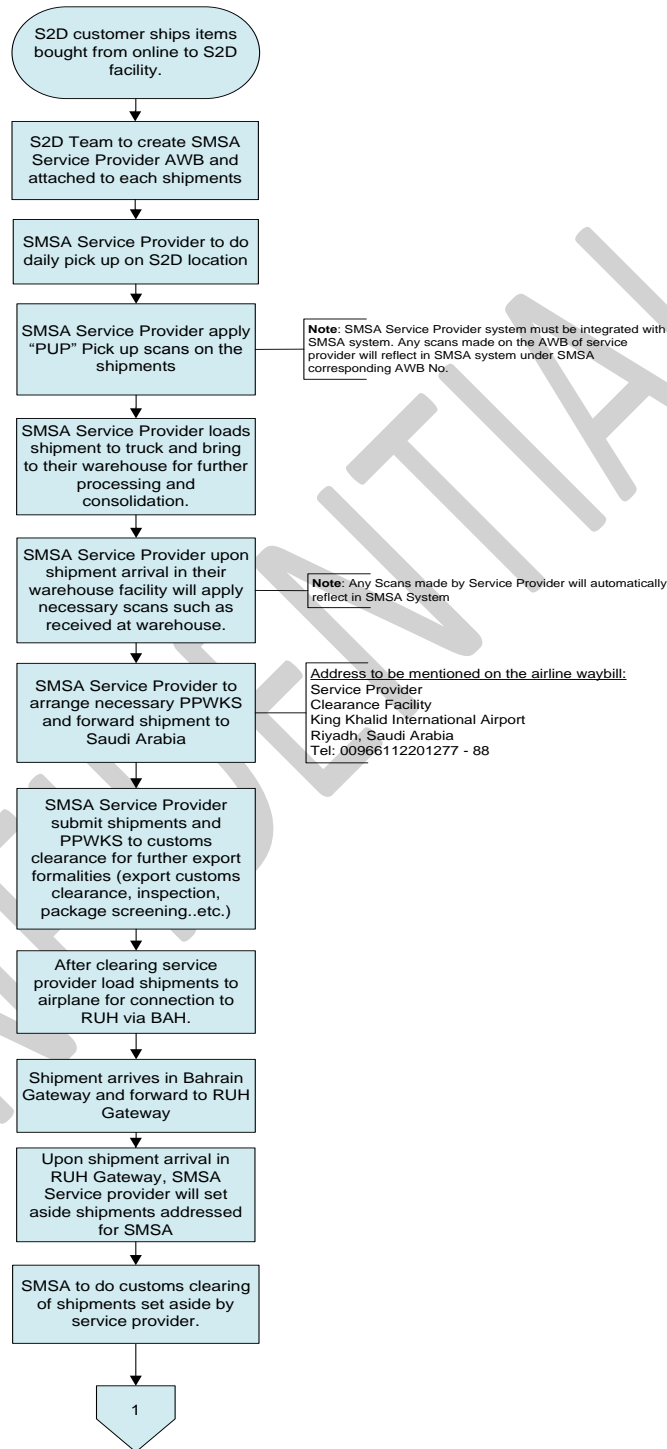 S2D customer ships items
bought from online to S2D
facility.
S2D Team to create SMSA
Service Provider AWB and
attached to each shipments
SMSA Service Provider to do
daily pick up on S2D location
SMSA Service Provider apply
“PUP” Pick up scans on the
shipments
Note: SMSA Service Provider system must be integrated with
SMSA system. Any scans made on the AWB of service
provider will reflect in SMSA system under SMSA
corresponding AWB No.
SMSA Service Provider loads
shipment to truck and bring
to their warehouse for further
processing and
consolidation.
SMSA Service Provider upon
shipment arrival in their
warehouse facility will apply
necessary scans such as
received at warehouse.
Note: Any Scans made by Service Provider will automatically
reflect in SMSA System
SMSA Service Provider to
arrange necessary PPWKS
and forward shipment to
Saudi Arabia
Address to be mentioned on the airline waybill:
Service Provider
Clearance Facility
King Khalid International Airport
Riyadh, Saudi Arabia
Tel: 00966112201277 - 88
SMSA Service Provider
submit shipments and
PPWKS to customs
clearance for further export
formalities (export customs
clearance, inspection,
package screening..etc.)
After clearing service
provider load shipments to
airplane for connection to
RUH via BAH.
Shipment arrives in Bahrain
Gateway and forward to RUH
Gateway
Upon shipment arrival in
RUH Gateway, SMSA
Service provider will set
aside shipments addressed
for SMSA
SMSA to do customs clearing
of shipments set aside by
service provider.
1